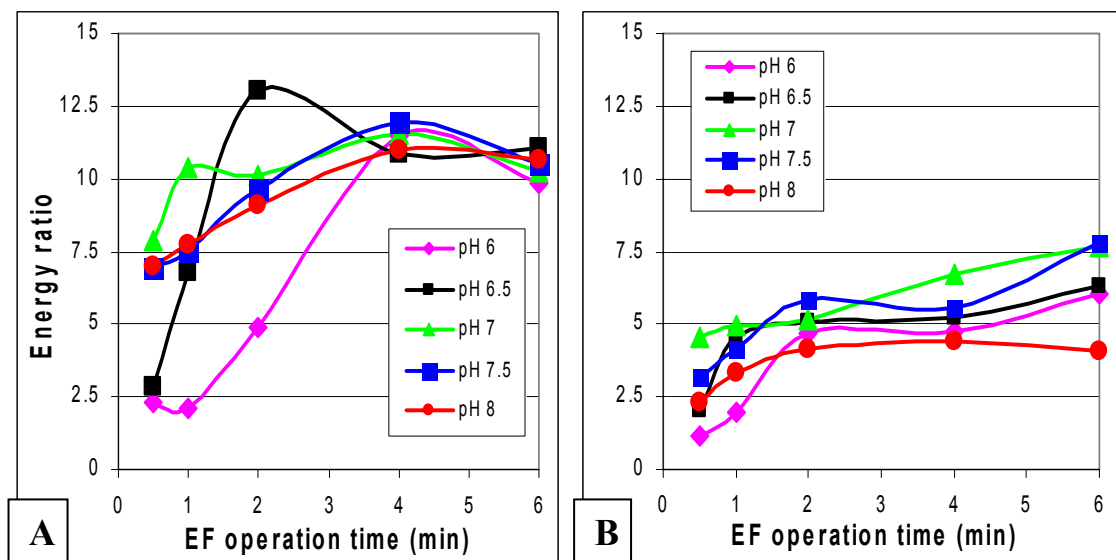 Energy ratio
15
12.5
10
7.5
5
2.5
0
0 1 2 3 4 5 6
EF operation time (min)
pH 6
pH 6.5
pH 7
pH 7.5
pH 8
A
15
12.5
10
7.5
5
2.5
0
0 1 2 3 4 5 6
EF operation time (min)
pH 6
pH 6.5
pH 7
pH 7.5
pH 8
B